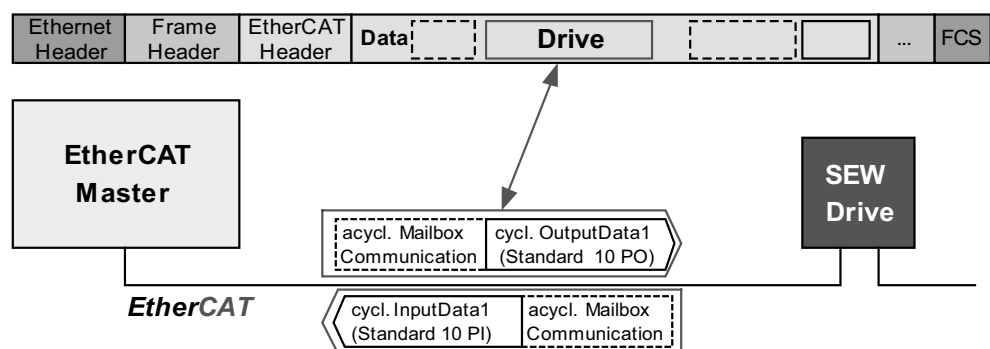 Ethernet Header
Frame Header
EtherCAT Header
Data
Drive
...
FCS
EtherCAT
Master
SEW
Drive
acycl. Mailbox
Communication
cycl. OutputData1
(Standard 10 PO)
EtherCAT
cycl. InputData1
(Standard 10 PI)
acycl. Mailbox
Communication